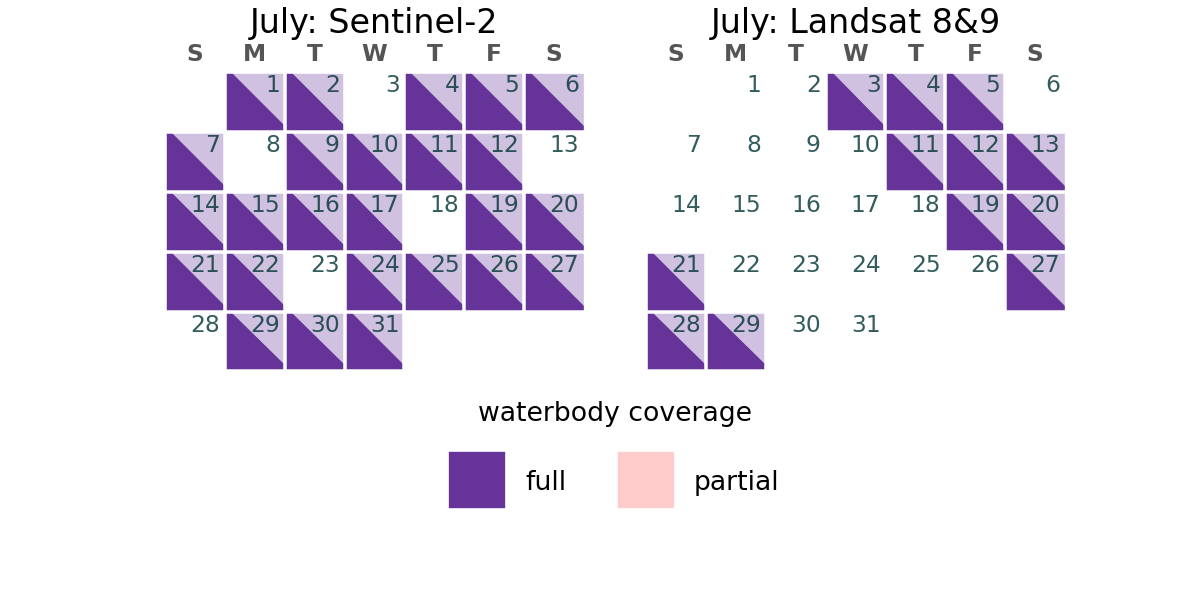 July: Sentinel-2
S M T W T F S
1 2 3 4 5 6
7 8 9 10 11 12 13
14 15 16 17 18 19 20
21 22 23 24 25 26 27
28 29 30 31
July: Landsat 8&9
S M T W T F S
1 2 3 4 5 6
7 8 9 10 11 12 13
14 15 16 17 18 19 20
21 22 23 24 25 26 27
28 29 30 31
waterbody coverage
full partial